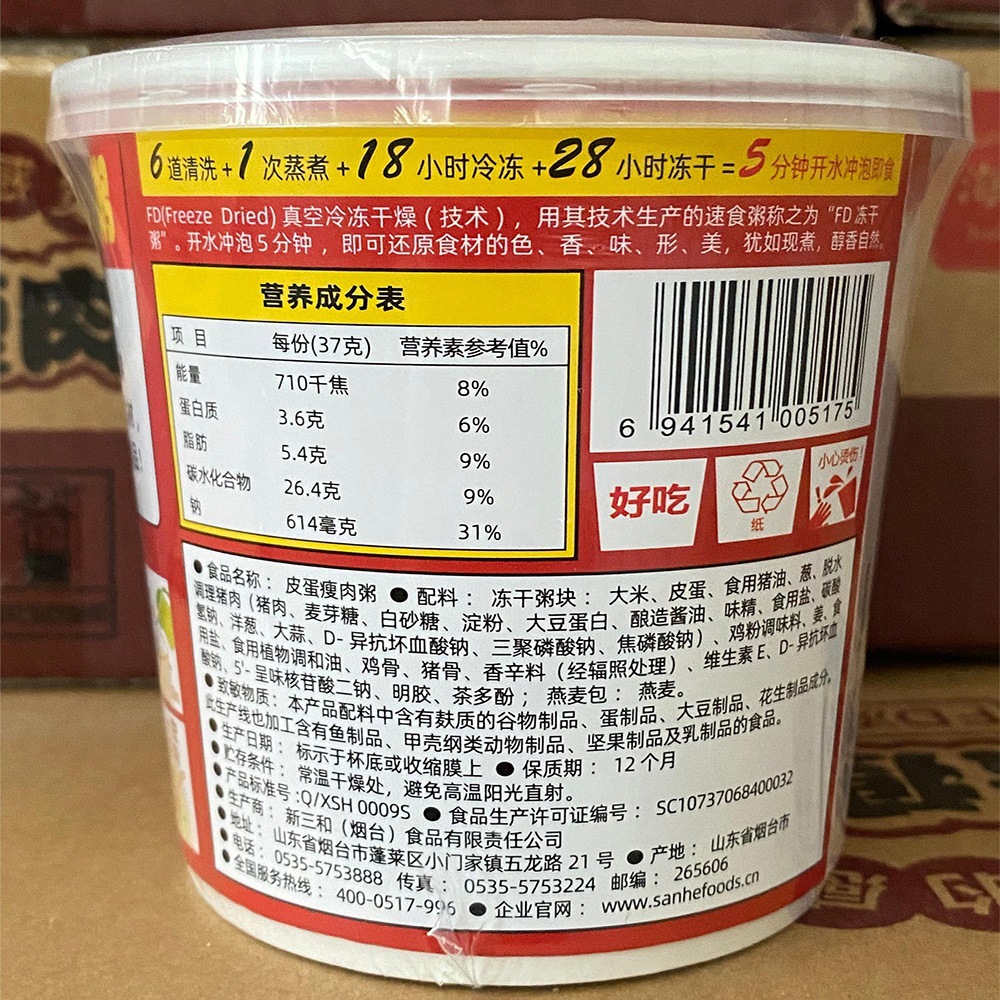 6道清洗+1次蒸煮+18小时冷冻+28小时冻干=5分钟开水冲泡即食
FD(Freeze Dried)真空冷冻干燥(技术)，用其技术生产的速食粥称之为“FD冻干
粥”。开水冲泡5分钟，即可还原食材的色、香、味、形、美，犹如现煮，醇香自然。
营养成分表
项目 每份(37克) 营养素参考值%
能量 710千焦 8%
蛋白质 3.6克 6%
脂肪 5.4克 9%
碳水化合物 26.4克 9%
钠 614毫克 31%
6 941541 005175
好吃
纸
小心烫伤!
●食品名称：皮蛋瘦肉粥 ●配料：冻干粥块：大米、皮蛋、食用猪油、葱、脱水
调理猪肉（猪肉、麦芽糖、白砂糖、淀粉、大豆蛋白、酿造酱油、味精、食用盐、碳酸
氢钠、洋葱、大蒜、D-异抗坏血酸钠、三聚磷酸钠、焦磷酸钠）、鸡粉调味料、姜、食
用盐、食用植物调和油、鸡骨、猪骨、香辛料（经辐照处理）、维生素E、D-异抗坏血
酸钠、5'-呈味核苷酸二钠、明胶、茶多酚；燕麦包：燕麦。
●致敏物质：本产品配料中含有麸质的谷物制品、蛋制品、大豆制品、花生制品成分。
此生产线也加工含有鱼制品、甲壳纲类动物制品、坚果制品及乳制品的食品。
●生产日期：标示于杯底或收缩膜上 ●保质期：12个月
●贮存条件：常温干燥处，避免高温阳光直射。
●产品标准号:Q/XSH 0009S ●食品生产许可证编号：SC10737068400032
●生产商：新三和（烟台）食品有限责任公司
●地址：山东省烟台市蓬莱区小门家镇五龙路21号 ●产地：山东省烟台市
●电话：0535-5753888 传真：0535-5753224 邮编：265606
●全国服务热线：400-0517-996 ●企业官网：www.sanhefoods.cn